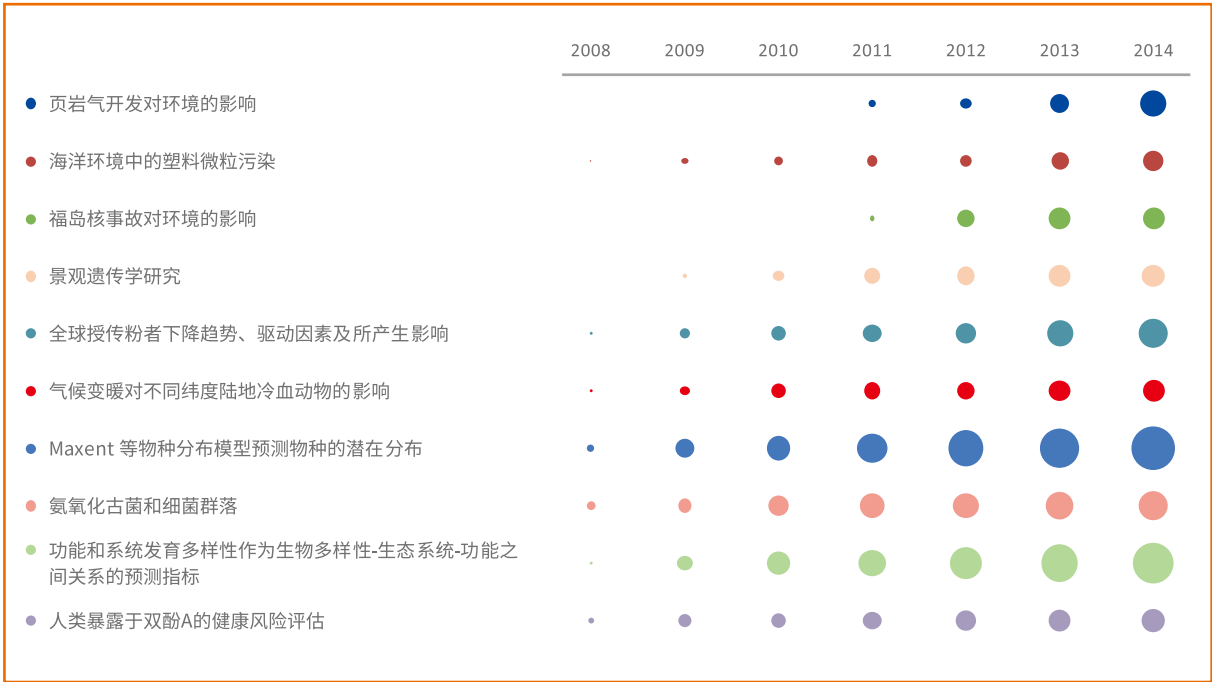 2008 2009 2010 2011 2012 2013 2014
页岩气开发对环境的影响
海洋环境中的塑料微粒污染
福岛核事故对环境的影响
景观遗传学研究
全球授传粉者下降趋势、驱动因素及所产生影响
气候变暖对不同纬度陆地冷血动物的影响
Maxent 等物种分布模型预测物种的潜在分布
氨氧化古菌和细菌群落
功能和系统发育多样性作为生物多样性-生态系统-功能之
间关系的预测指标
人类暴露于双酚A的健康风险评估